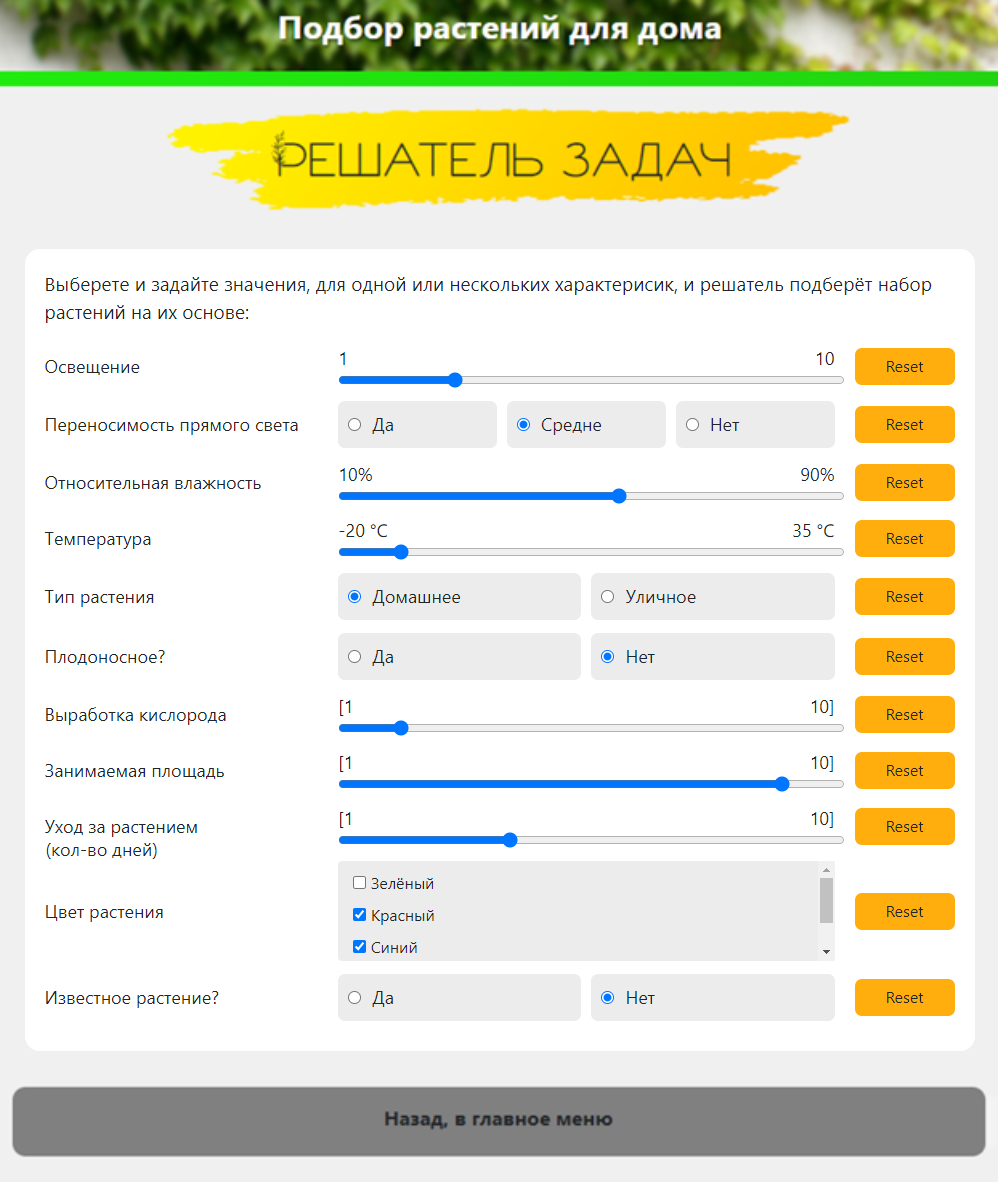 Подбор растений для дома
РЕШАТЕЛЬ ЗАДАЧ
Выберете и задайте значения, для одной или нескольких характерисик, и решатель подберёт набор
растений на их основе:
Освещение
1 10
Reset
Переносимость прямого света
Да Средне Нет
Reset
Относительная влажность
10% 90%
Reset
Температура
-20 °C 35 °C
Reset
Тип растения
Домашнее Уличное
Reset
Плодоносное?
Да Нет
Reset
Выработка кислорода
[1 10]
Reset
Занимаемая площадь
[1 10]
Reset
Уход за растением
(кол-во дней)
[1 10]
Reset
Цвет растения
Зелёный
Красный
Синий
Reset
Известное растение?
Да Нет
Reset
Назад, в главное меню